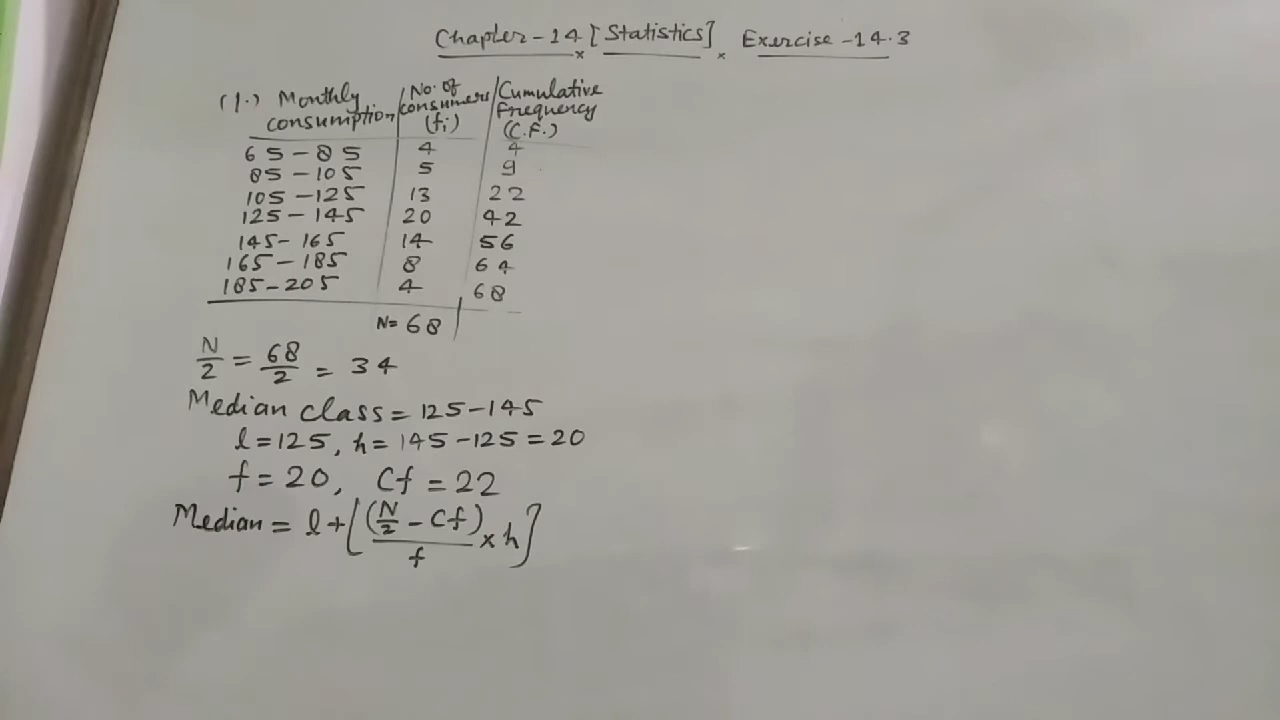 Chapter-14 [Statistics] Exercise-14.3
(1.) Monthly consumption No. of consumers (fi) Cumulative Frequency (C.F.)
65-85 4 4
85-105 5 9
105-125 13 22
125-145 20 42
145-165 14 56
165-185 8 64
185-205 4 68
N= 68
N/2 = 68/2 = 34
Median class = 125-145
l=125, h= 145-125=20
f=20, Cf=22
Median = l+[(N/2 - Cf)/f × h]